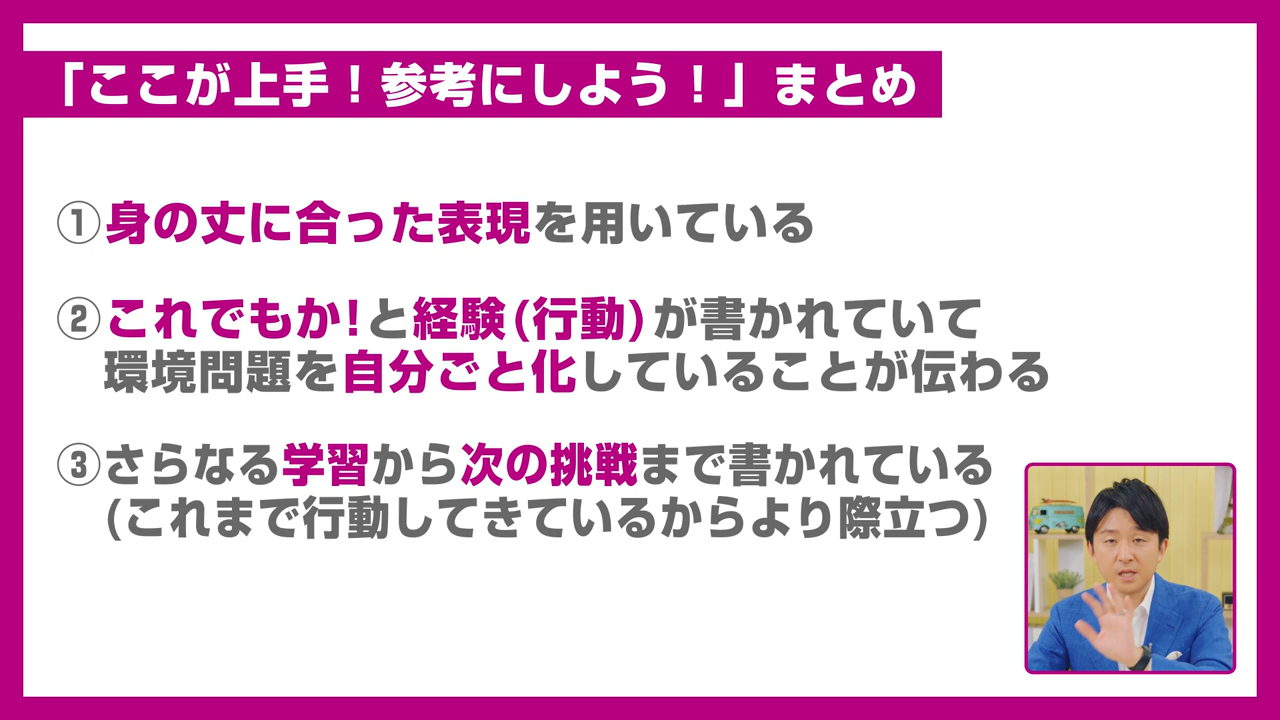 「ここが上手！参考にしよう！」まとめ
①身の丈に合った表現を用いている
②これでもか!と経験(行動)が書かれていて
環境問題を自分ごと化していることが伝わる
③さらなる学習から次の挑戦まで書かれている
(これまで行動してきているからより際立つ)